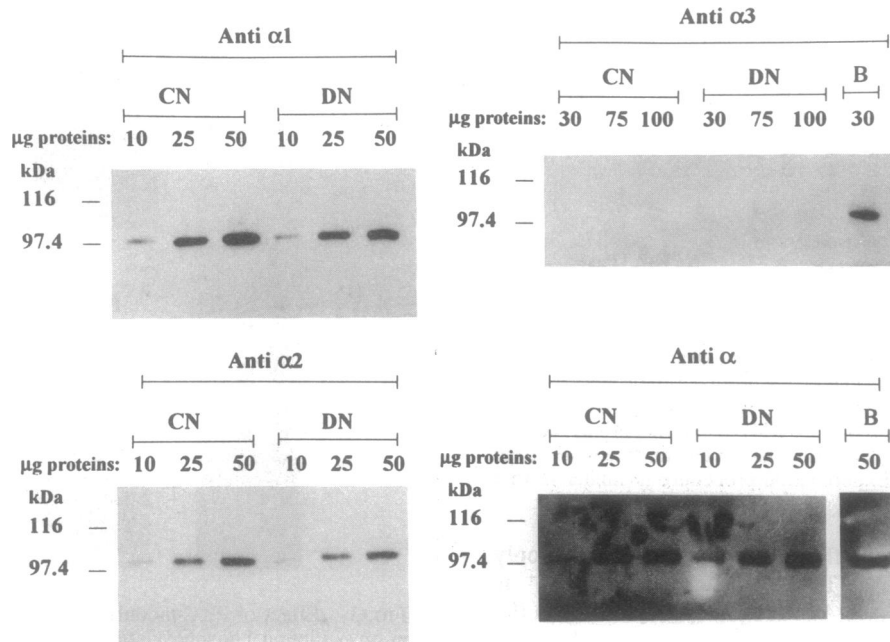 Anti α1
CN DN
μg proteins: 10 25 50 10 25 50
kDa
116
97.4
Anti α3
CN DN B
μg proteins: 30 75 100 30 75 100 30
kDa
116
97.4
Anti α2
CN DN
μg proteins: 10 25 50 10 25 50
kDa
116
97.4
Anti α
CN DN B
μg proteins: 10 25 50 10 25 50 50
kDa
116
97.4